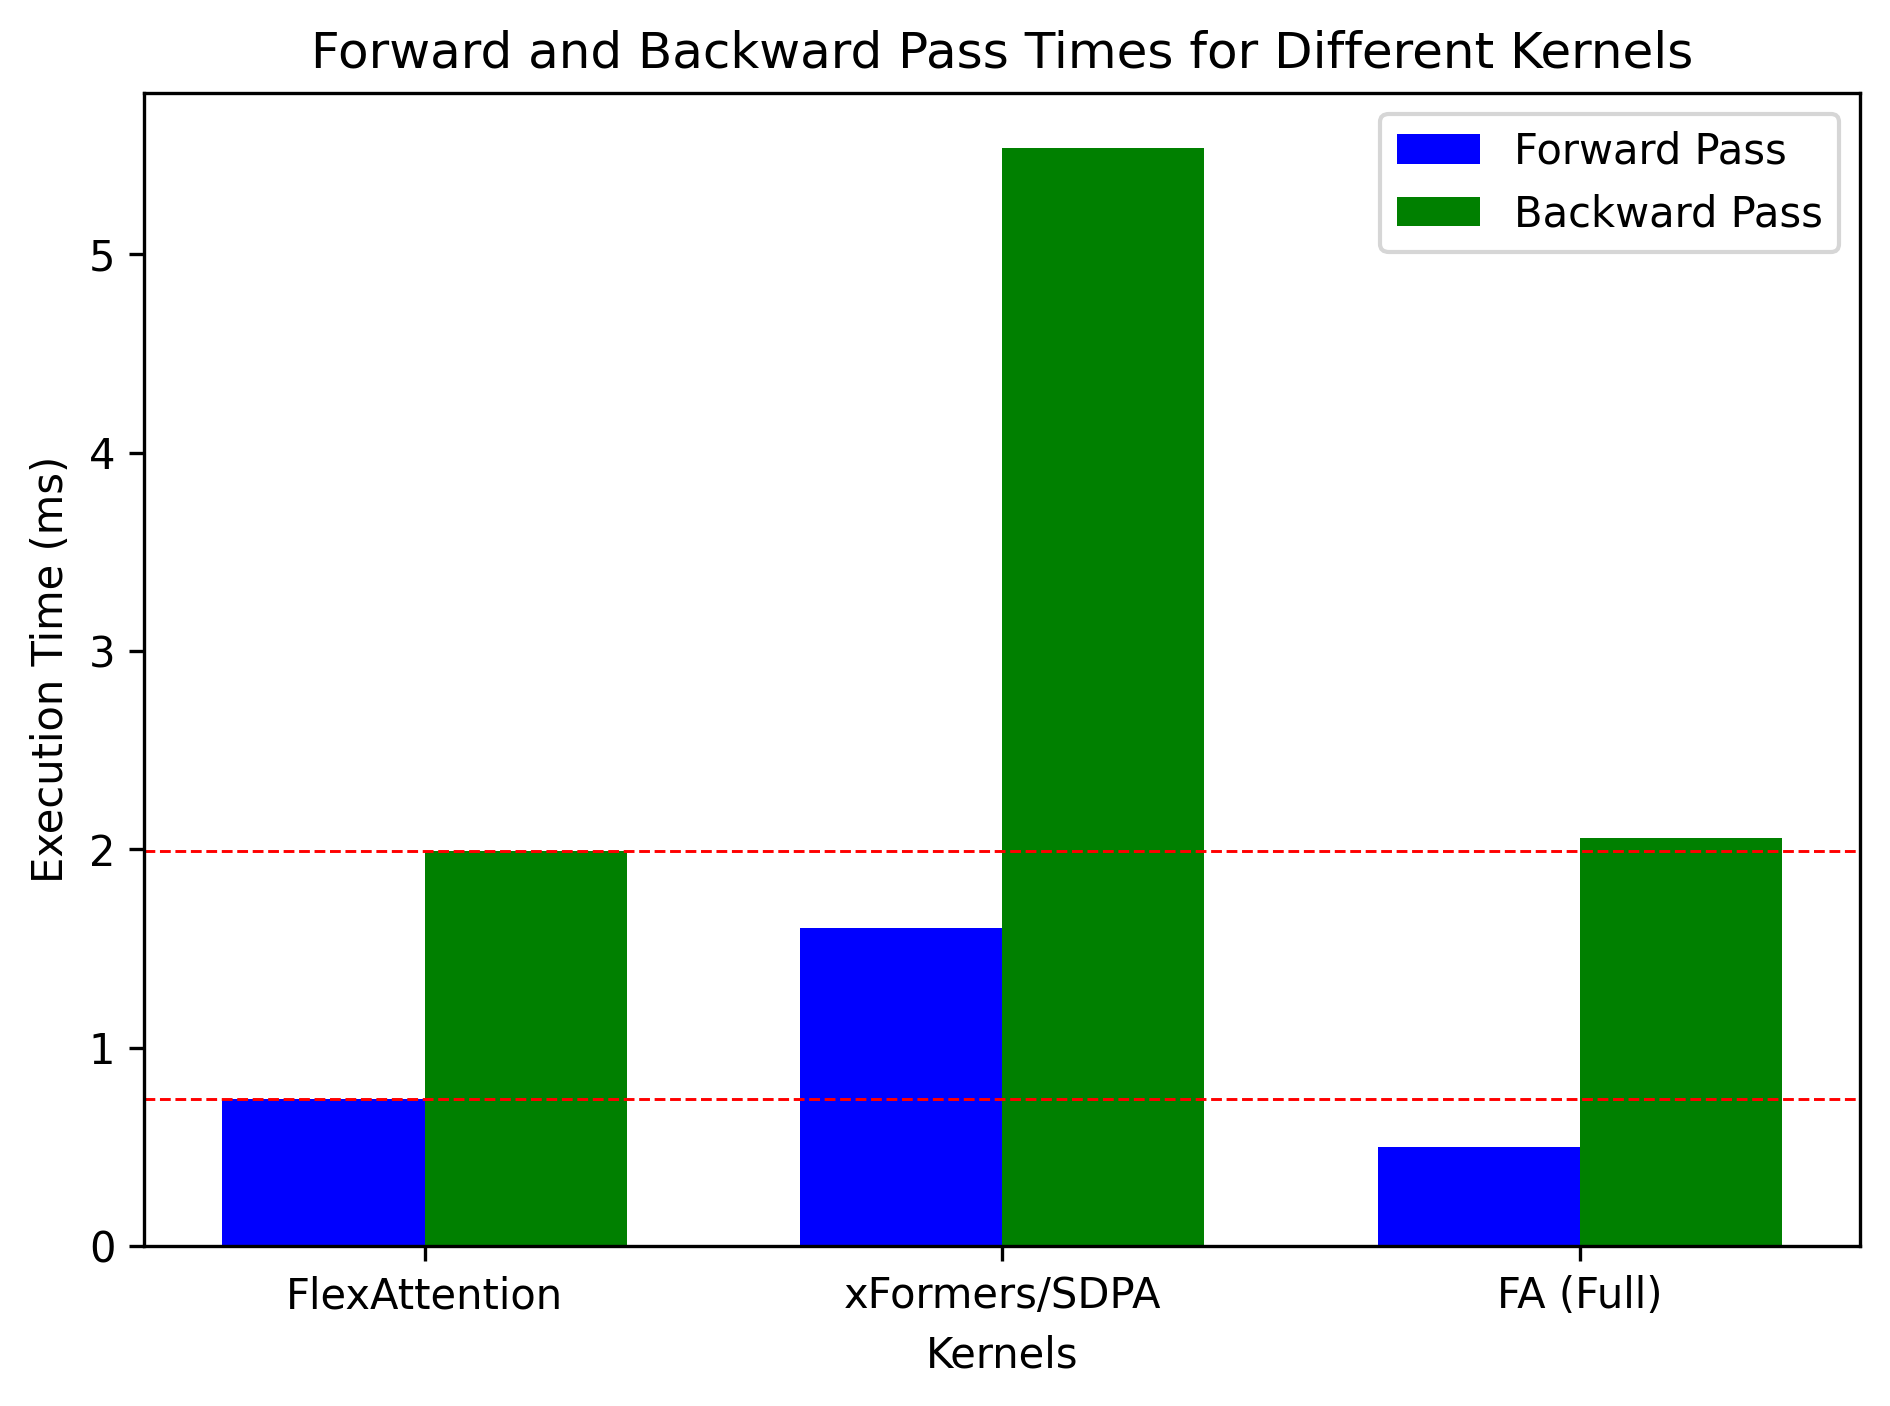 Forward and Backward Pass Times for Different Kernels
Forward Pass
Backward Pass
Execution Time (ms)
5
4
3
2
1
0
FlexAttention
xFormers/SDPA
FA (Full)
Kernels